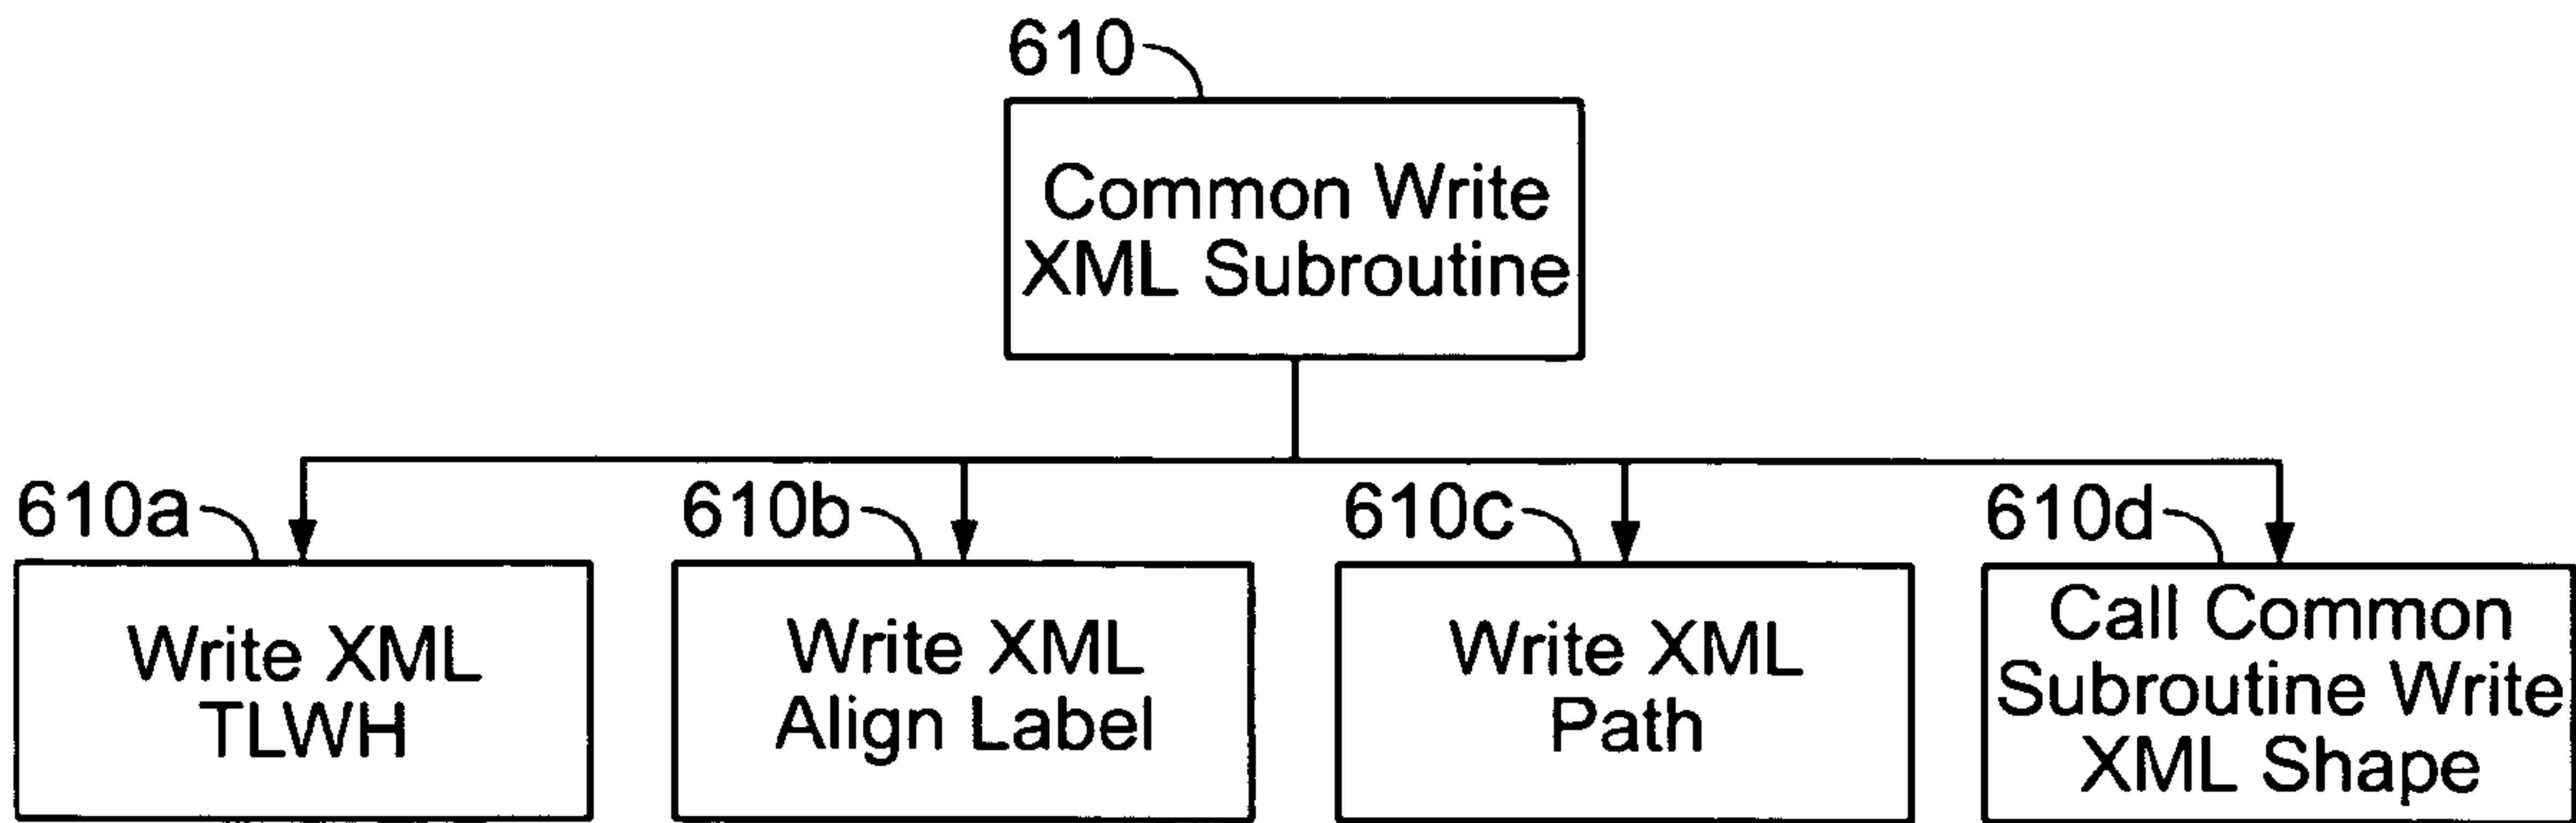 610
Common Write
XML Subroutine
610a
Write XML
TLWH
610b
Write XML
Align Label
610c
Write XML
Path
610d
Call Common
Subroutine Write
XML Shape